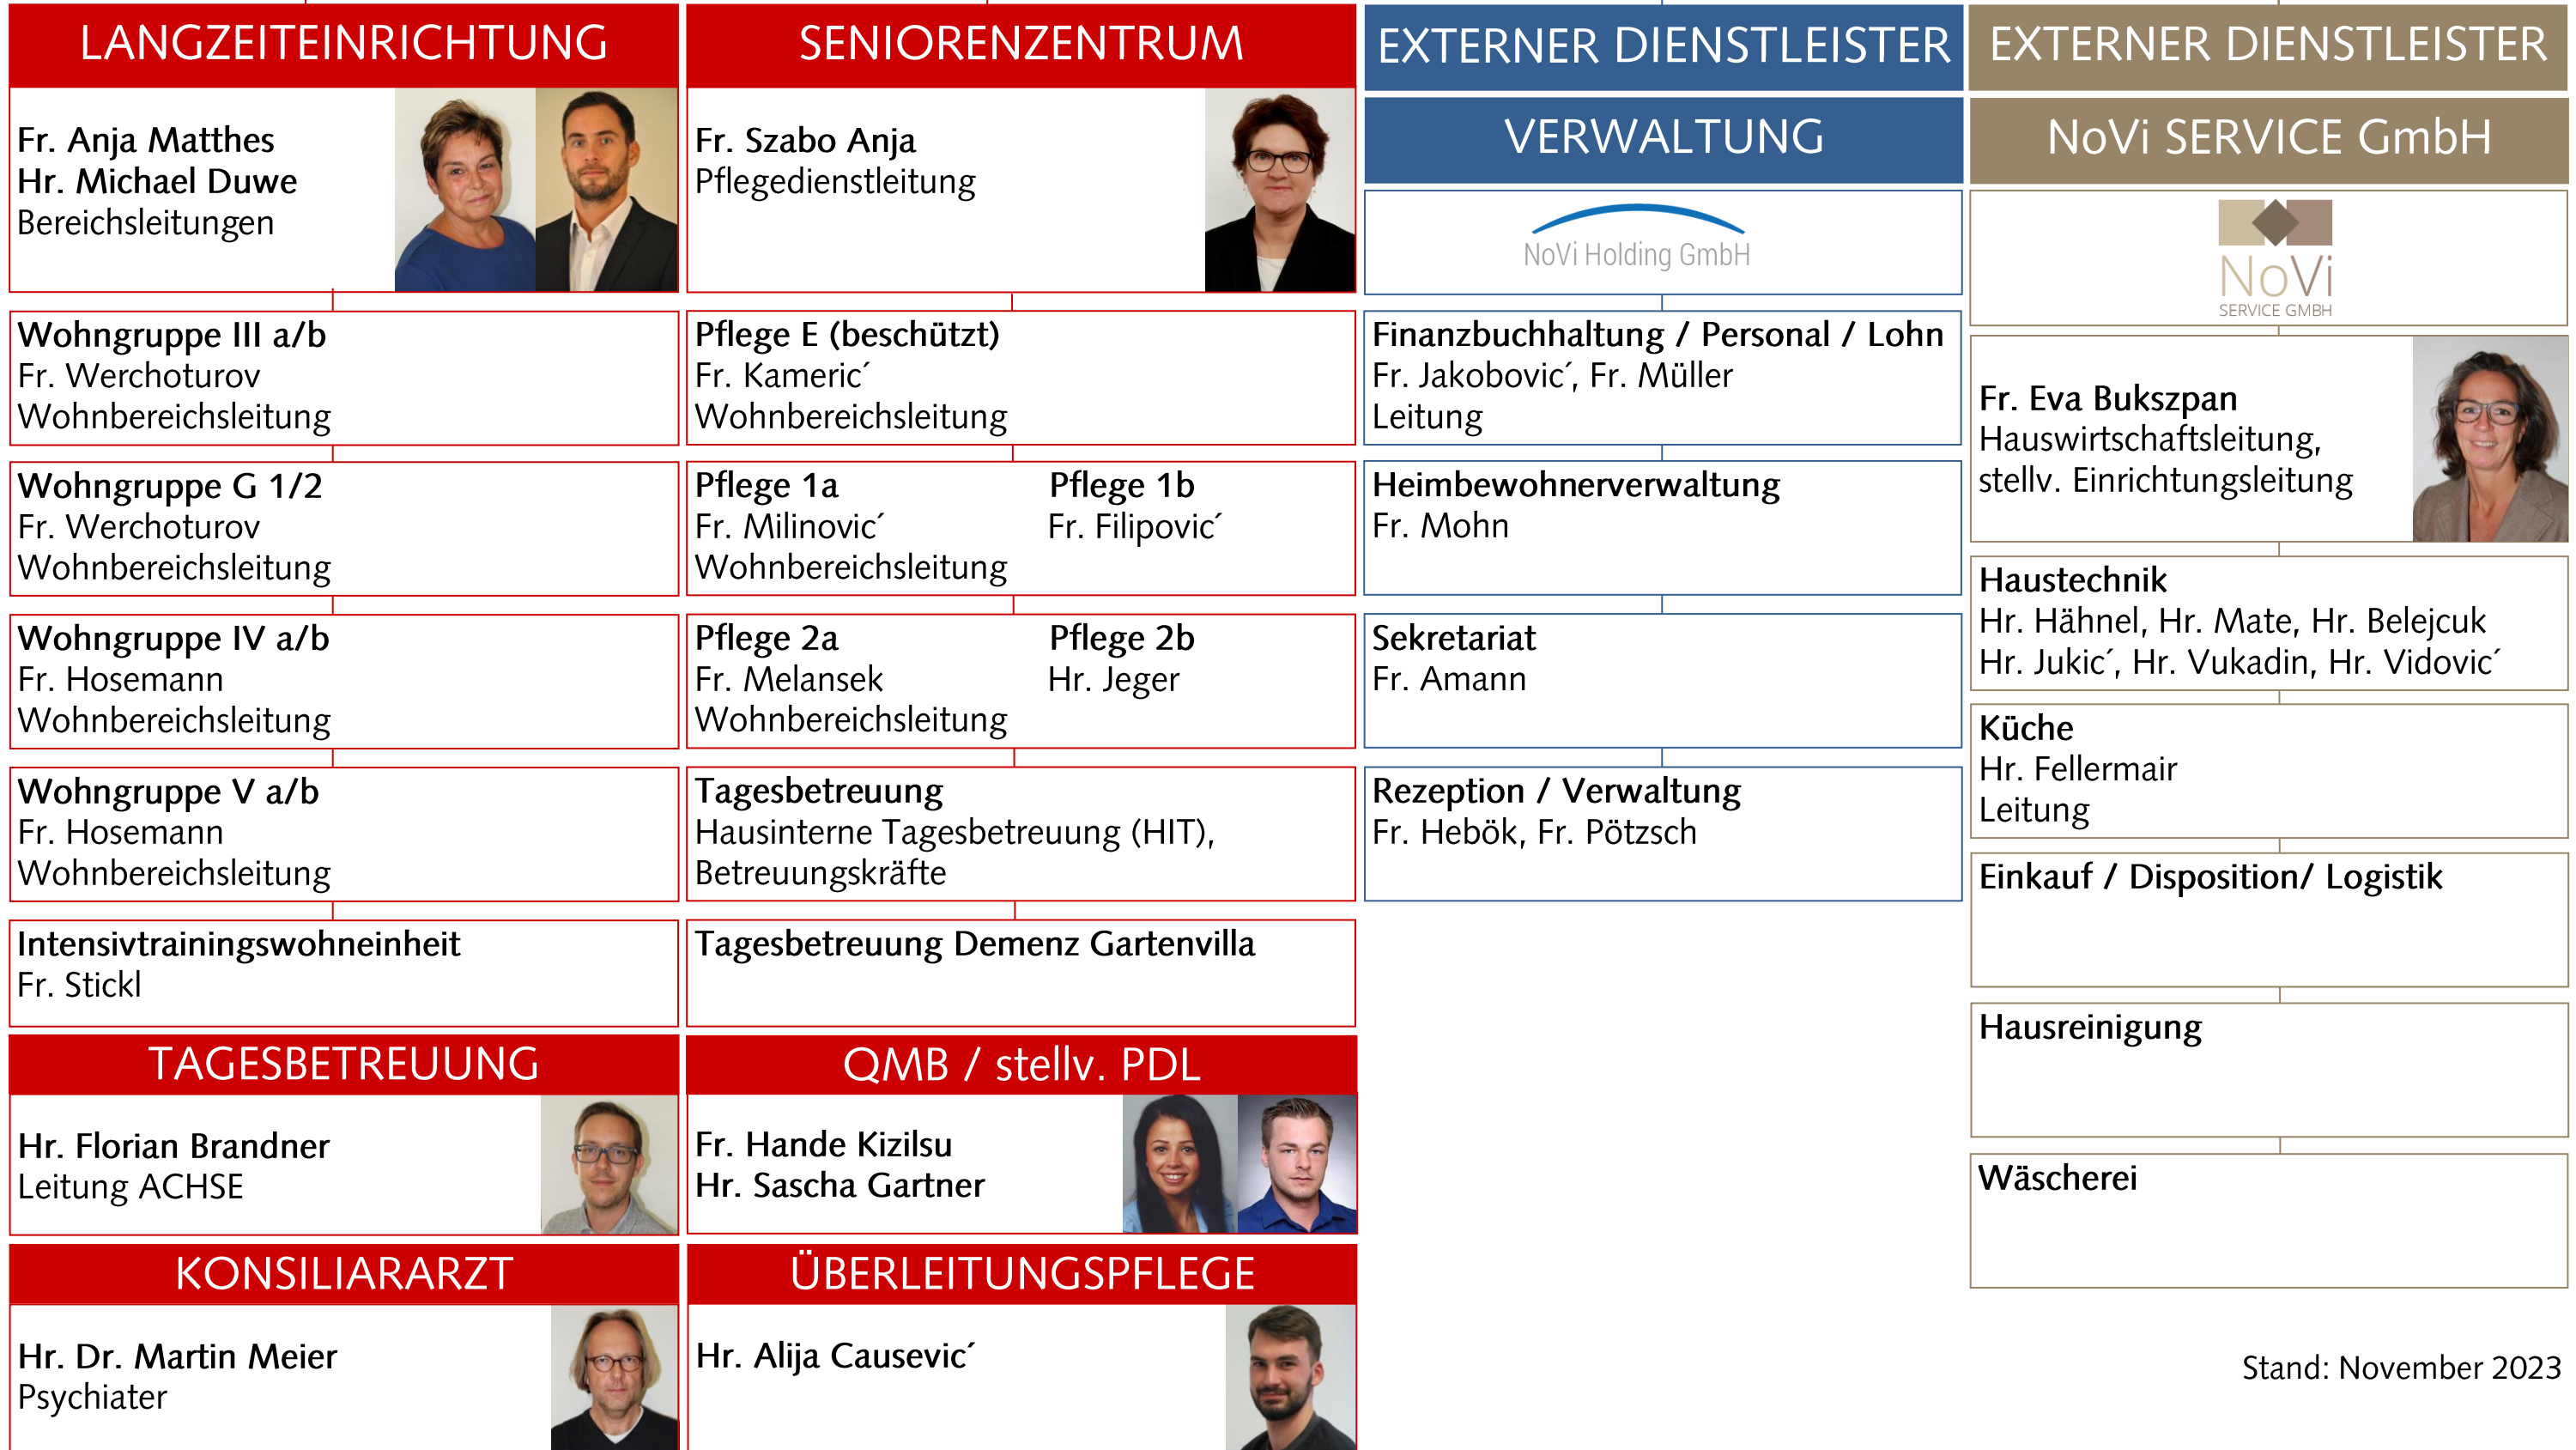 LANGZEITEINRICHTUNG
Fr. Anja Matthes
Hr. Michael Duwe
Bereichsleitungen
Wohngruppe III a/b
Fr. Werchoturov
Wohnbereichsleitung
Wohngruppe G 1/2
Fr. Werchoturov
Wohnbereichsleitung
Wohngruppe IV a/b
Fr. Hosemann
Wohnbereichsleitung
Wohngruppe V a/b
Fr. Hosemann
Wohnbereichsleitung
Intensivtrainingswohneinheit
Fr. Stickl
TAGESBETREUUNG
Hr. Florian Brandner
Leitung ACHSE
KONSILIARARZT
Hr. Dr. Martin Meier
Psychiater
SENIORENZENTRUM
Fr. Szabo Anja
Pflegedienstleitung
Pflege E (beschützt)
Fr. Kameric´
Wohnbereichsleitung
Pflege 1a Pflege 1b
Fr. Milinovic´ Fr. Filipovic´
Wohnbereichsleitung
Pflege 2a Pflege 2b
Fr. Melansek Hr. Jeger
Wohnbereichsleitung
Tagesbetreuung
Hausinterne Tagesbetreuung (HIT),
Betreuungskräfte
Tagesbetreuung Demenz Gartenvilla
QMB / stellv. PDL
Fr. Hande Kizilsu
Hr. Sascha Gartner
ÜBERLEITUNGSPFLEGE
Hr. Alija Causevic´
EXTERNER DIENSTLEISTER
VERWALTUNG
NoVi Holding GmbH
Finanzbuchhaltung / Personal / Lohn
Fr. Jakobovic´, Fr. Müller
Leitung
Heimbewohnerverwaltung
Fr. Mohn
Sekretariat
Fr. Amann
Rezeption / Verwaltung
Fr. Hebök, Fr. Pötzsch
EXTERNER DIENSTLEISTER
NoVi SERVICE GmbH
NoVi
SERVICE GMBH
Fr. Eva Bukszpan
Hauswirtschaftsleitung,
stellv. Einrichtungsleitung
Haustechnik
Hr. Hähnel, Hr. Mate, Hr. Belejcuk
Hr. Jukic´, Hr. Vukadin, Hr. Vidovic´
Küche
Hr. Fellermair
Leitung
Einkauf / Disposition/ Logistik
Hausreinigung
Wäscherei
Stand: November 2023